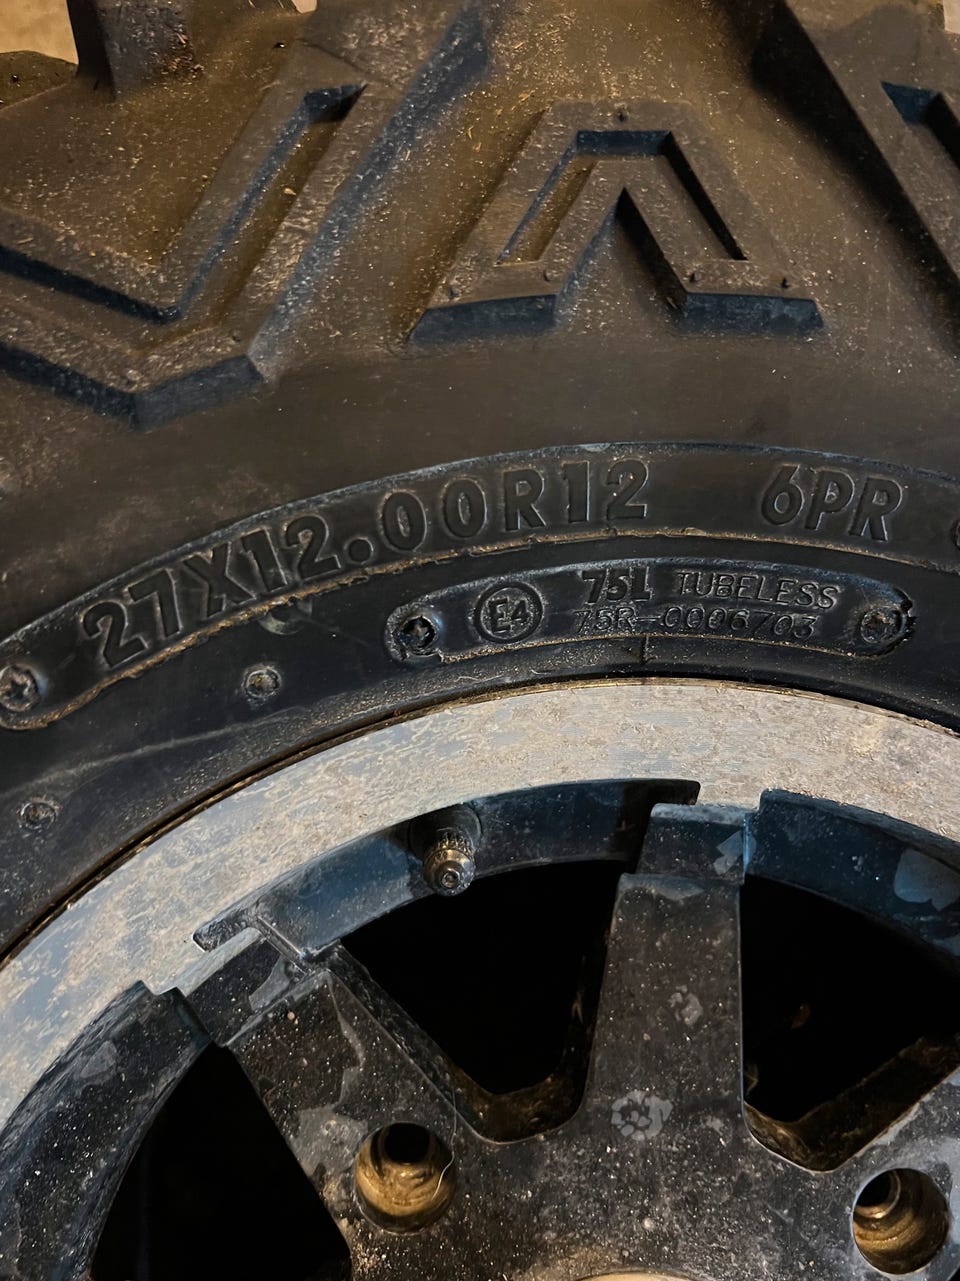 27X12.00R12 6PR
E4 75L TUBELESS
75R-0006703